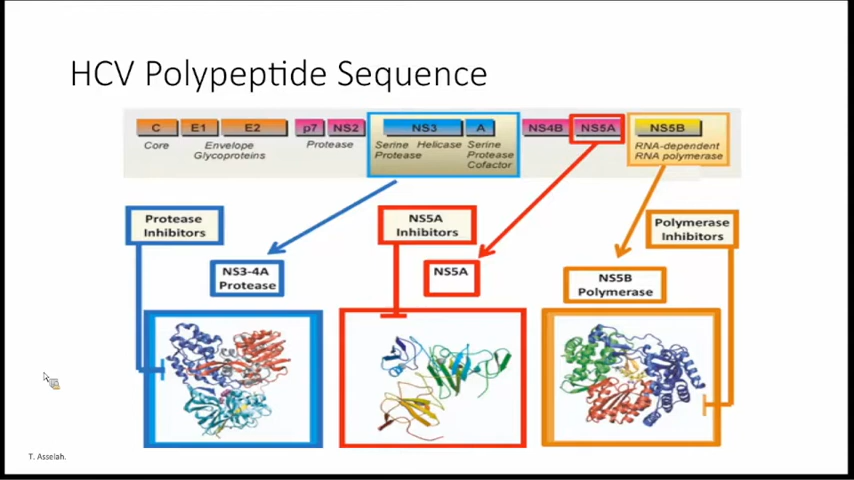 HCV Polypeptide Sequence
C E1 E2 p7 NS2 NS3 A NS4B NS5A NS5B
Core
Envelope
Glycoproteins
Protease
Serine
Protease
Helicase
Serine
Protease
Cofactor
RNA-dependent
RNA polymerase
Protease
Inhibitors
NS5A
Inhibitors
Polymerase
Inhibitors
NS3-4A
Protease
NS5A
NS5B
Polymerase
T. Asselah.